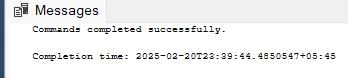 Messages
Commands completed successfully.
Completion time: 2025-02-20T23:39:44.4850547+05:45